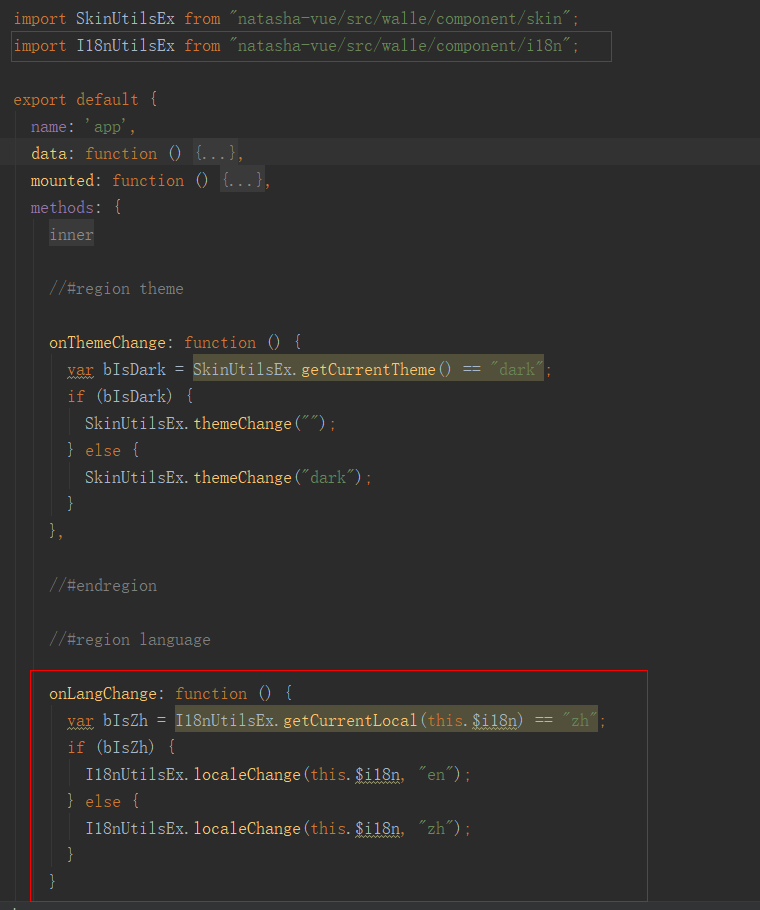 import SkinUtilsEx from "natasha-vue/src/walle/component/skin";
import I18nUtilsEx from "natasha-vue/src/walle/component/i18n";
export default {
name: 'app',
data: function () {...},
mounted: function () {...},
methods: {
inner
//#region theme
onThemeChange: function () {
var bIsDark = SkinUtilsEx.getCurrentTheme() == "dark";
if (bIsDark) {
SkinUtilsEx.themeChange("");
} else {
SkinUtilsEx.themeChange("dark");
}
},
//#endregion
//#region language
onLangChange: function () {
var bIsZh = I18nUtilsEx.getCurrentLocal(this.$i18n) == "zh";
if (bIsZh) {
I18nUtilsEx.localeChange(this.$i18n, "en");
} else {
I18nUtilsEx.localeChange(this.$i18n, "zh");
}
}